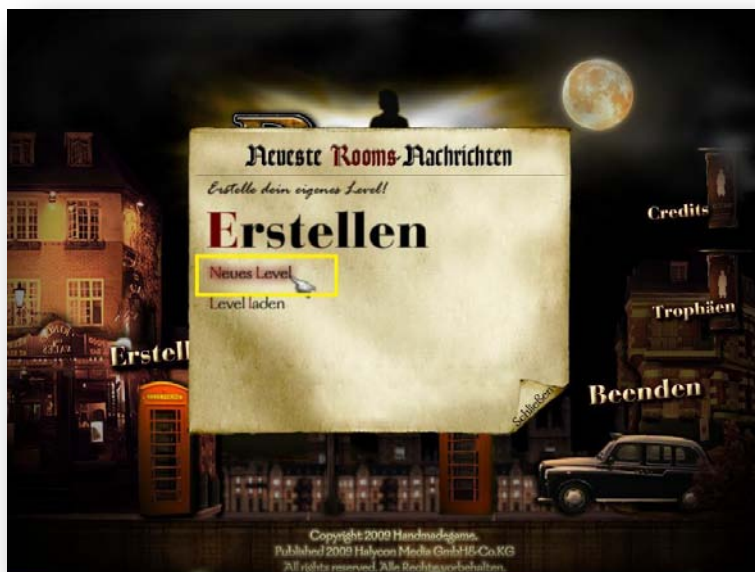 Neueste Rooms-Nachrichten
Erstelle dein eigenes Level!
Erstellen
Neues Level
Level laden
Schließen
Credits
Trophäen
Erstell
Beenden
Copyright 2009 Handmadegame.
Published 2009 Halycon Media GmbH&Co.KG
All rights reserved. Alle Rechte vorbehalten.